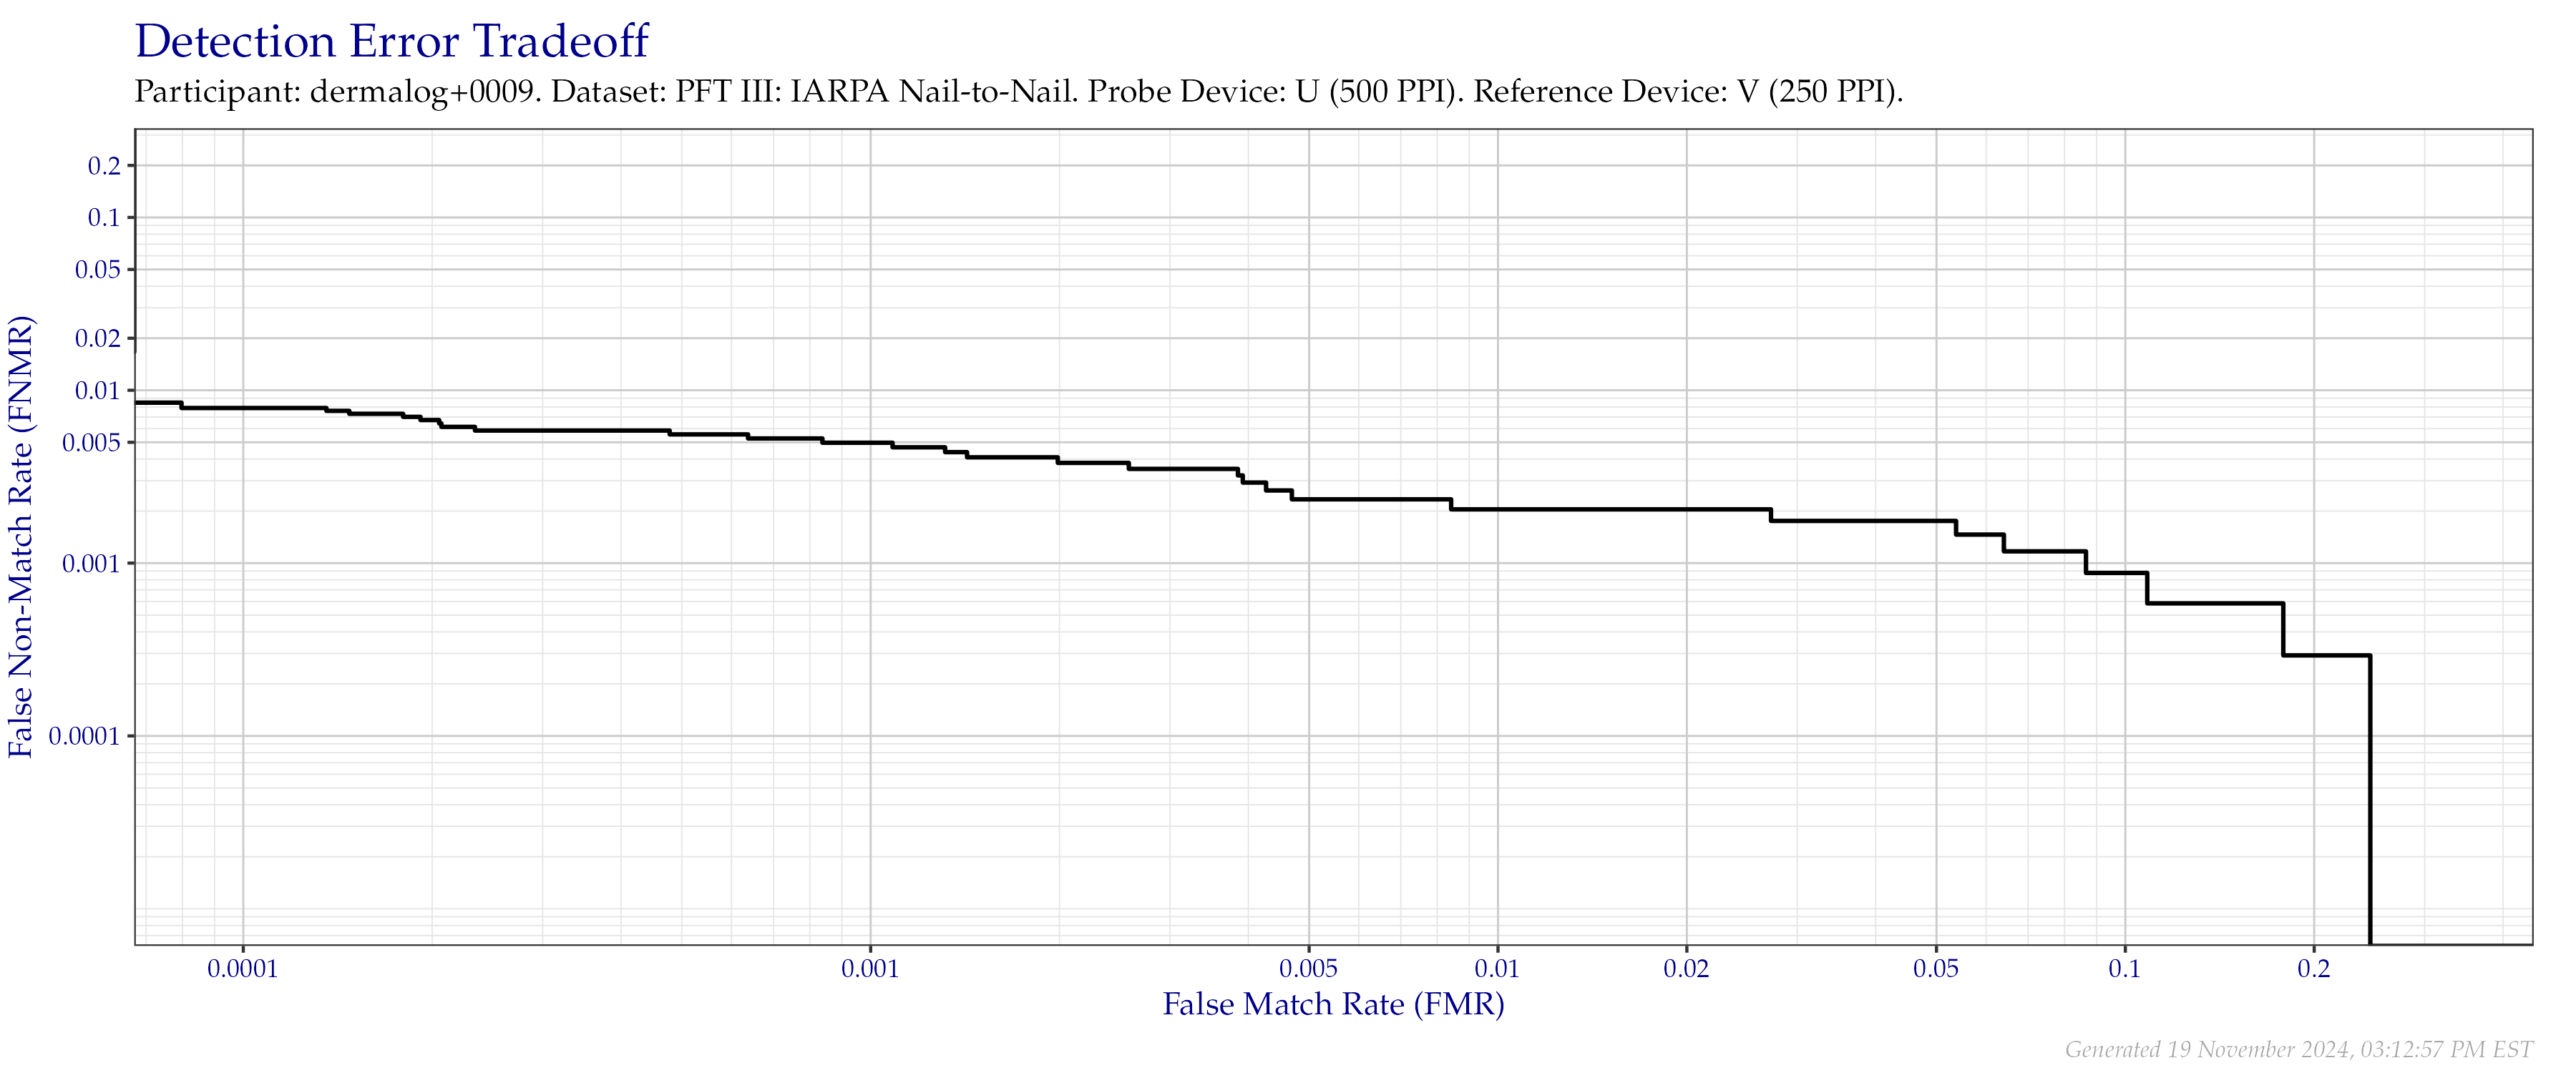 Detection Error Tradeoff
Participant: dermalog+0009. Dataset: PFT III: IARPA Nail-to-Nail. Probe Device: U (500 PPI). Reference Device: V (250 PPI).
False Non-Match Rate (FNMR)
0.2
0.1
0.05
0.02
0.01
0.005
0.001
0.0001
0.0001 0.001 0.005 0.01 0.02 0.05 0.1 0.2
False Match Rate (FMR)
Generated 19 November 2024, 03:12:57 PM EST